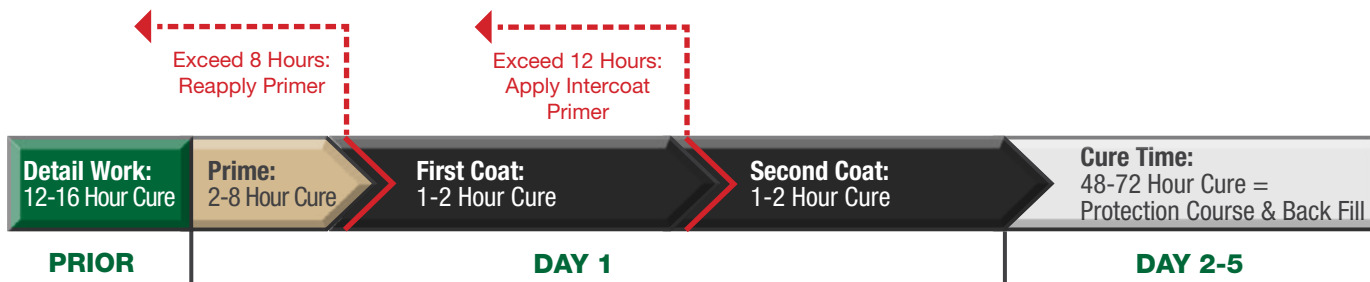 Exceed 8 Hours:
Reapply Primer
Exceed 12 Hours:
Apply Intercoat
Primer
Detail Work:
12-16 Hour Cure
Prime:
2-8 Hour Cure
First Coat:
1-2 Hour Cure
Second Coat:
1-2 Hour Cure
Cure Time:
48-72 Hour Cure =
Protection Course & Back Fill
PRIOR
DAY 1
DAY 2-5